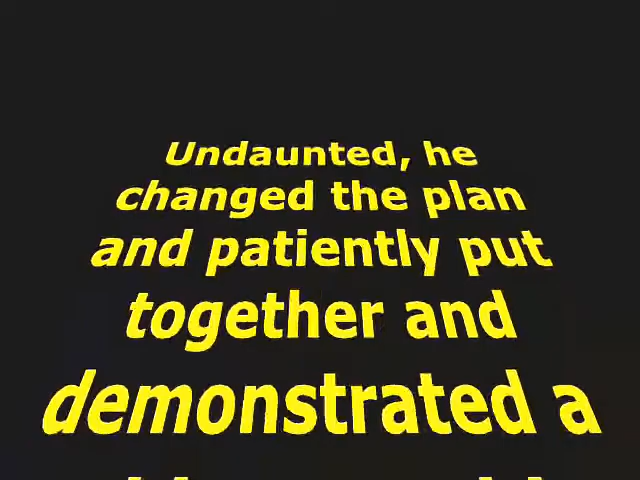 Undaunted, he
changed the plan
and patiently put
together and
demonstrated a